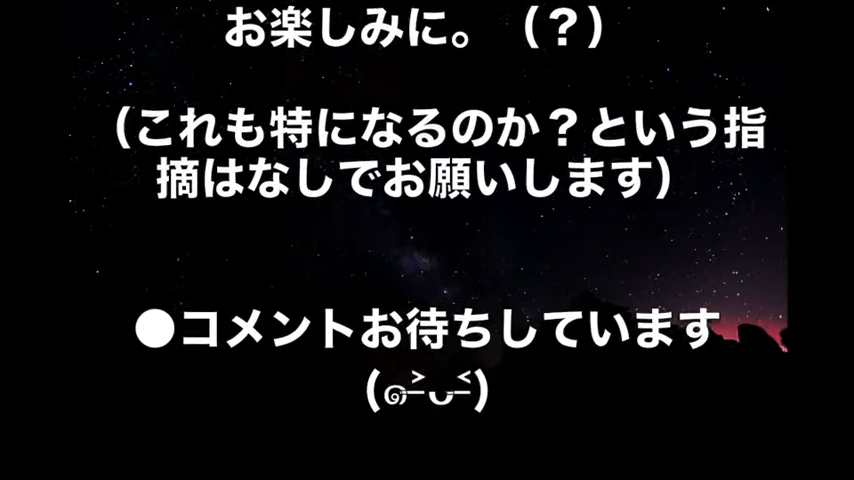 お楽しみに。（？）
（これも特になるのか？という指
摘はなしでお願いします）
●コメントお待ちしています
(๑˃̶͈̀ᴗ˂̶͈́)